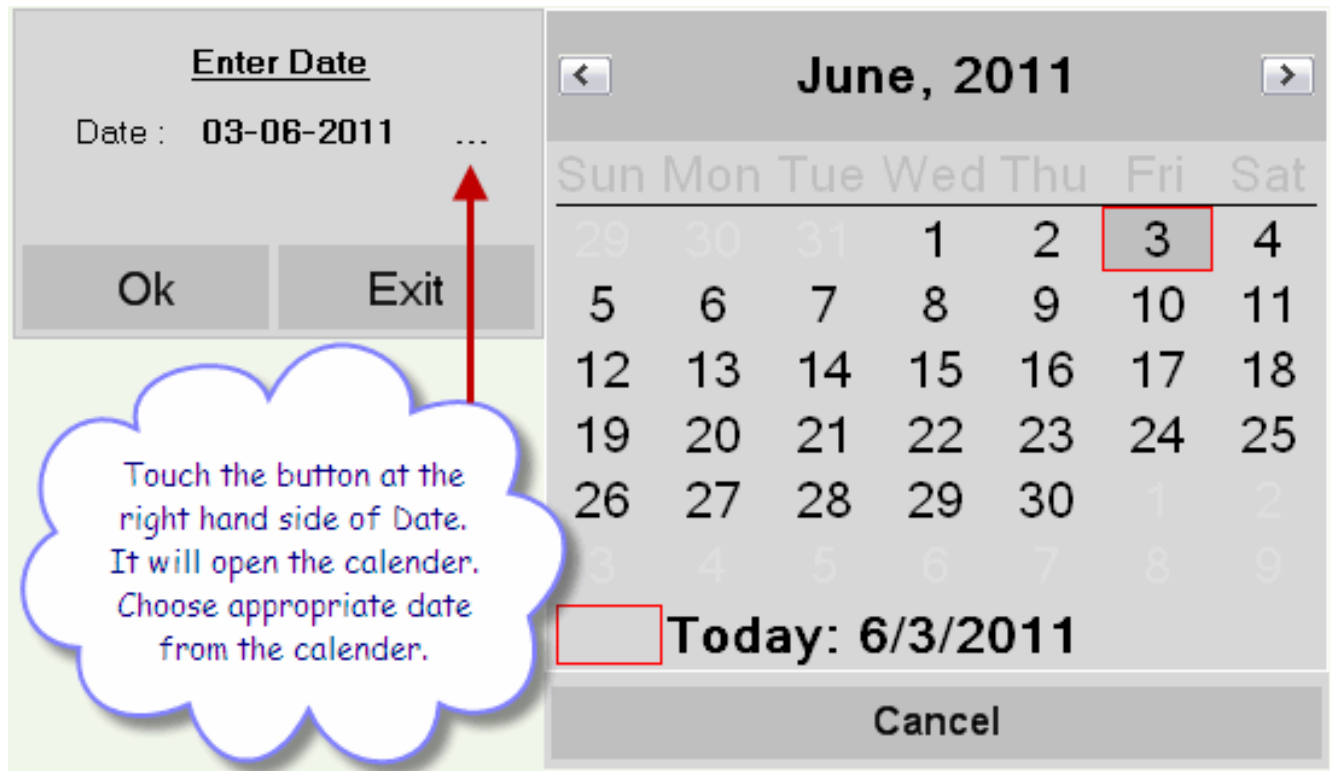 Enter Date
Date : 03-06-2011 ...
Ok Exit
Touch the button at the
right hand side of Date.
It will open the calender.
Choose appropriate date
from the calender.
< June, 2011 >
Sun Mon Tue Wed Thu Fri Sat
29 30 31 1 2 3 4
5 6 7 8 9 10 11
12 13 14 15 16 17 18
19 20 21 22 23 24 25
26 27 28 29 30 1 2
3 4 5 6 7 8 9
Today: 6/3/2011
Cancel